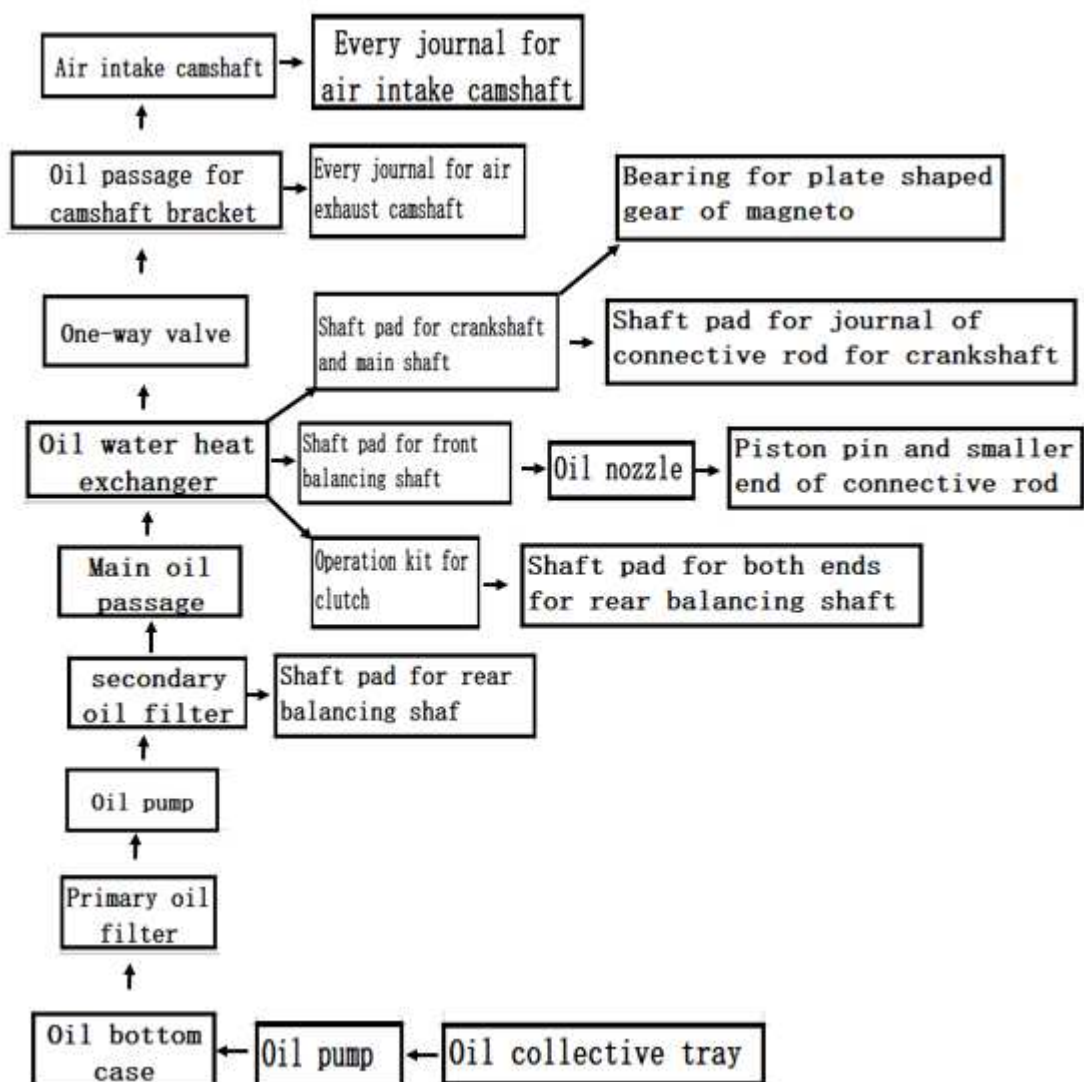 Air intake camshaft
Every journal for
air intake camshaft
Oil passage for
camshaft bracket
Every journal for air
exhaust camshaft
Bearing for plate shaped
gear of magneto
One-way valve
Shaft pad for crankshaft
and main shaft
Shaft pad for journal of
connective rod for crankshaft
Oil water heat
exchanger
Shaft pad for front
balancing shaft
Oil nozzle
Piston pin and smaller
end of connective rod
Main oil
passage
Operation kit for
clutch
Shaft pad for both ends
for rear balancing shaft
secondary
oil filter
Shaft pad for rear
balancing shaf
Oil pump
Primary oil
filter
Oil bottom
case
Oil pump
Oil collective tray